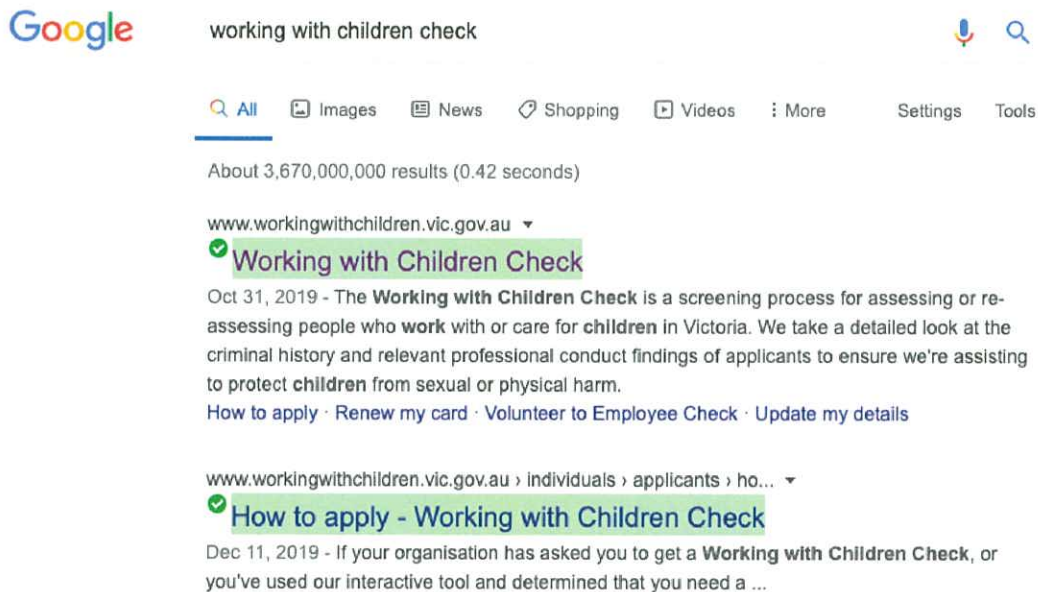 Google
working with children check
All Images News Shopping Videos More Settings Tools
About 3,670,000,000 results (0.42 seconds)
www.workingwithchildren.vic.gov.au
Working with Children Check
Oct 31, 2019 - The Working with Children Check is a screening process for assessing or re-
assessing people who work with or care for children in Victoria. We take a detailed look at the
criminal history and relevant professional conduct findings of applicants to ensure we're assisting
to protect children from sexual or physical harm.
How to apply · Renew my card · Volunteer to Employee Check · Update my details
www.workingwithchildren.vic.gov.au › individuals › applicants › ho...
How to apply - Working with Children Check
Dec 11, 2019 - If your organisation has asked you to get a Working with Children Check, or
you've used our interactive tool and determined that you need a ...